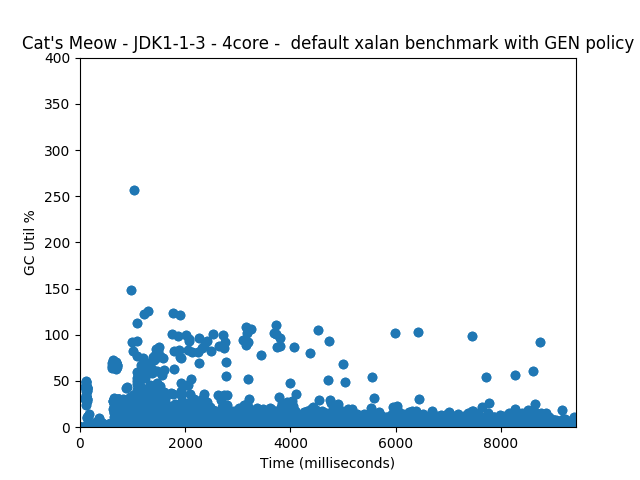 Cat's Meow - JDK1-1-3 - 4core -  default xalan benchmark with GEN policy
400
350
300
250
200
150
100
50
0
GC Util %
0 2000 4000 6000 8000
Time (milliseconds)